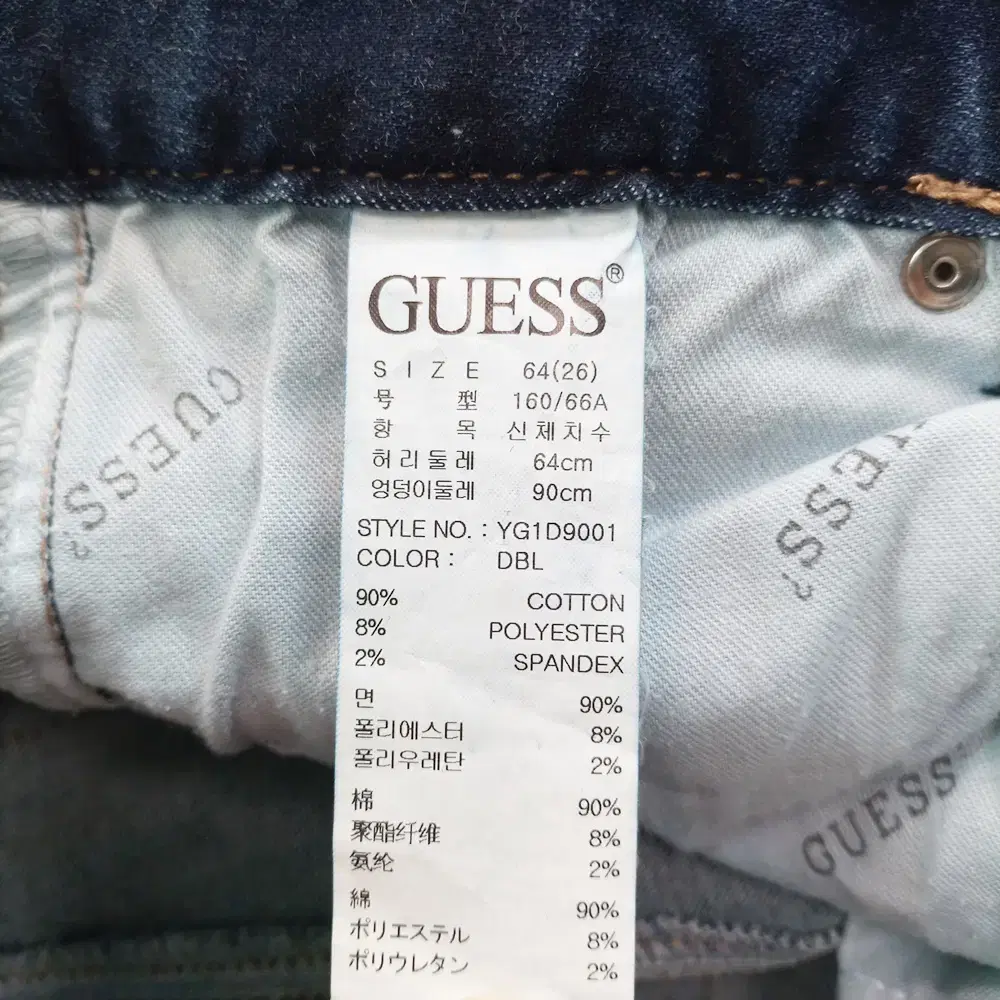 GUESS®
SIZE 64(26)
号型 160/66A
항목 신체치수
허리둘레 64cm
엉덩이둘레 90cm
STYLE NO. : YG1D9001
COLOR : DBL
90% COTTON
8% POLYESTER
2% SPANDEX
면 90%
폴리에스터 8%
폴리우레탄 2%
棉 90%
聚酯纤维 8%
氨纶 2%
綿 90%
ポリエステル 8%
ポリウレタン 2%
GUESS?
GUESS?
GUESS